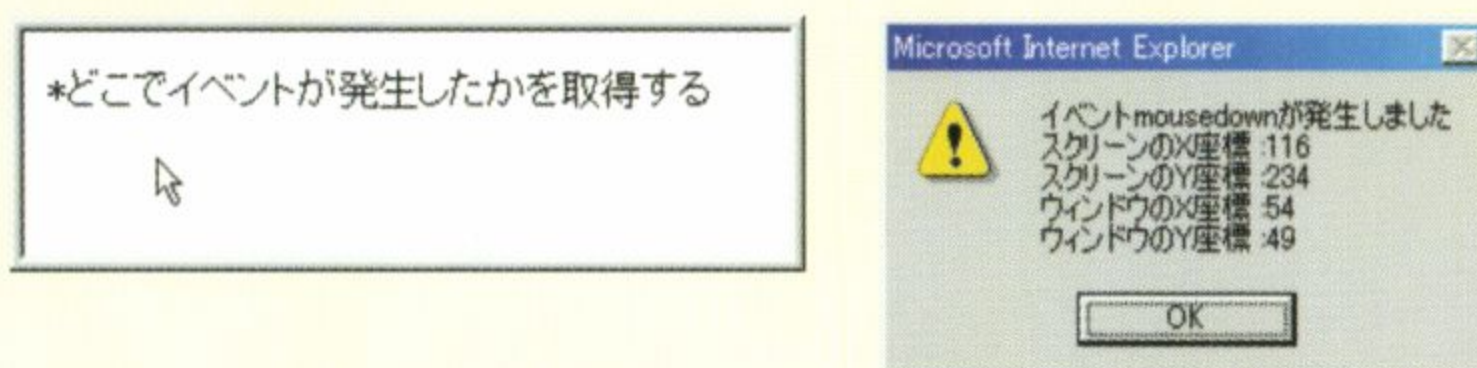 *どこでイベントが発生したかを取得する
Microsoft Internet Explorer
イベントmousedownが発生しました
スクリーンのX座標 :116
スクリーンのY座標 :234
ウィンドウのX座標 :54
ウィンドウのY座標 :49
OK